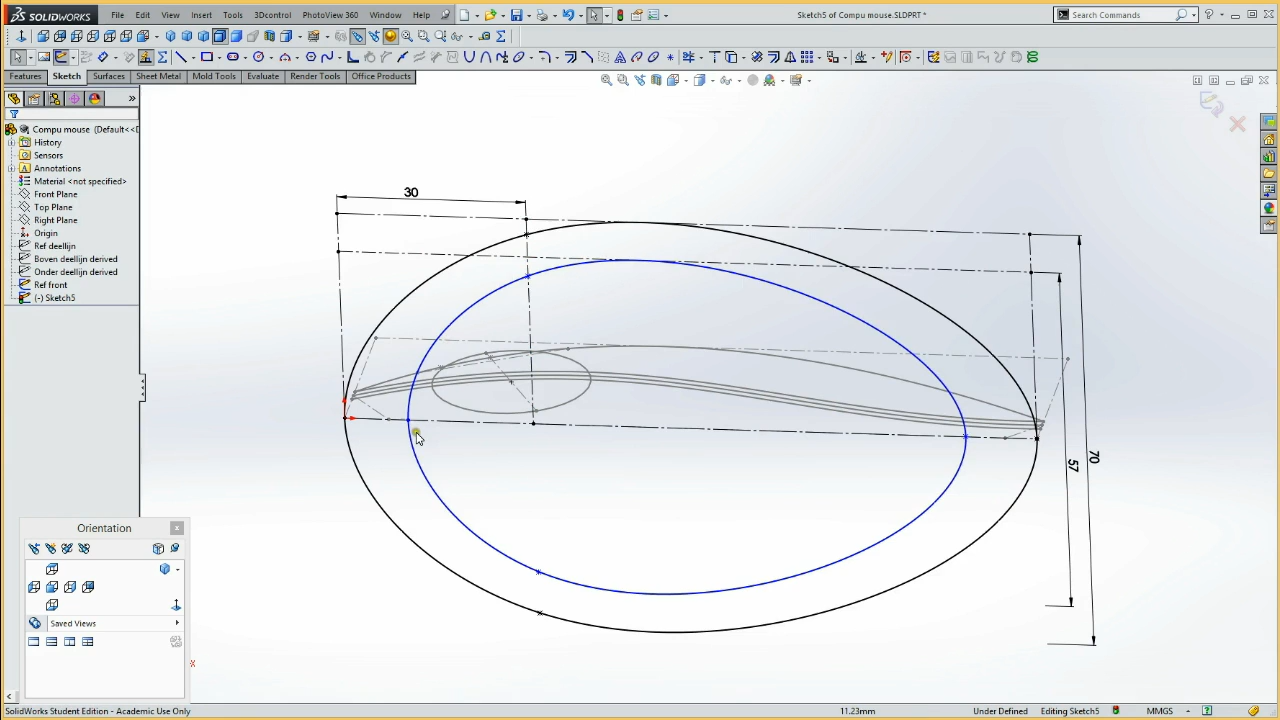 SOLIDWORKS File Edit View Insert Tools 3Dcontrol PhotoView 360 Window Help Sketch5 of Compu mouse.SLDPRT * Search Commands
Features Sketch Surfaces Sheet Metal Mold Tools Evaluate Render Tools Office Products
Compu mouse (Default<<D
History
Sensors
Annotations
Material <not specified>
Front Plane
Top Plane
Right Plane
Origin
Ref deellijn
Boven deellijn derived
Onder deellijn derived
Ref front
(-) Sketch5
30
57
70
Orientation
Saved Views
SolidWorks Student Edition - Academic Use Only 11.23mm Under Defined Editing Sketch5 MMGS